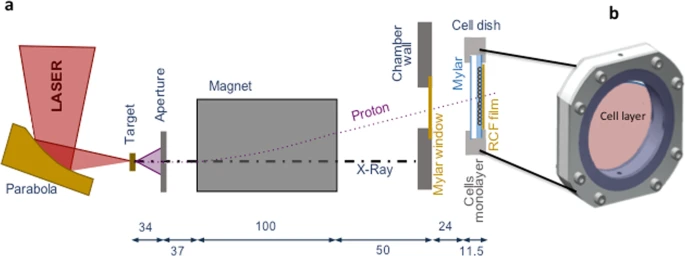 a
b
LASER
Parabola
Target
Aperture
Magnet
Proton
X-Ray
Chamber
wall
Mylar window
Cell dish
Mylar
RCF film
Cells
monolayer
Cell layer
34
37
100
50
24
11.5